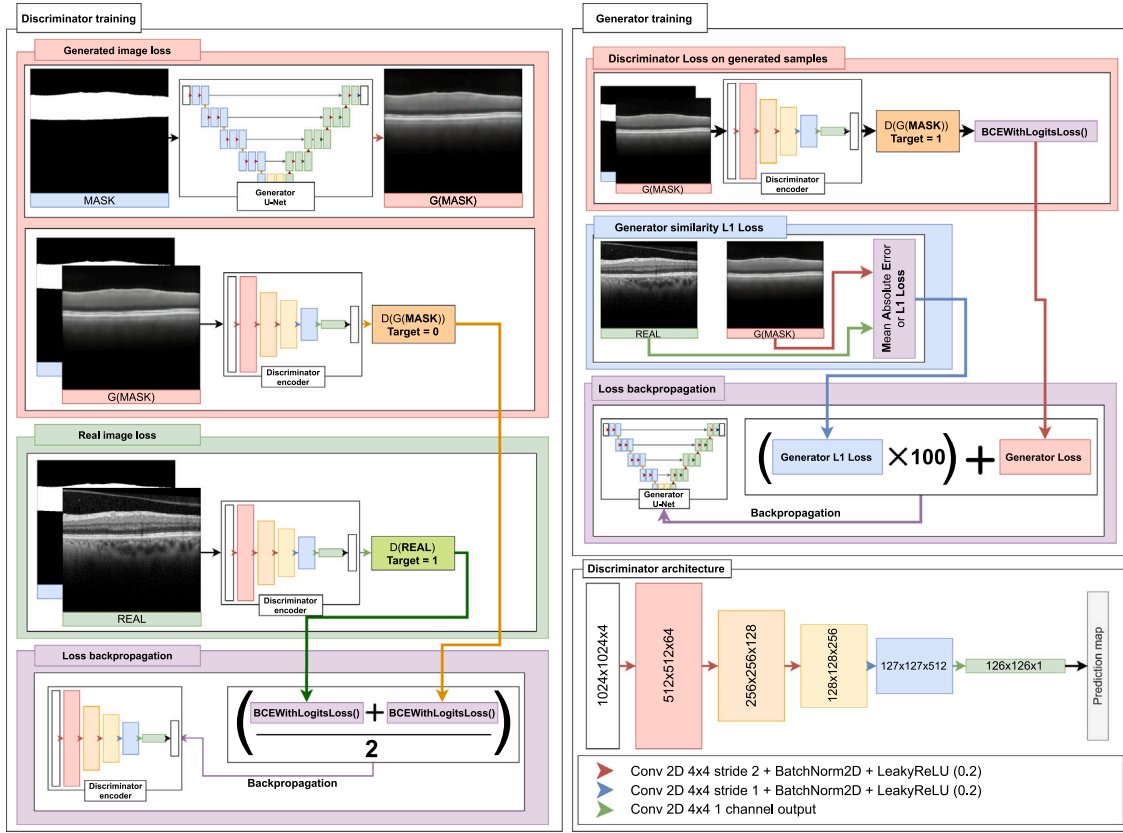 Discriminator training
Generated image loss
MASK
Generator
U-Net
G(MASK)
G(MASK)
Discriminator
encoder
D(G(MASK))
Target = 0
Real image loss
REAL
Discriminator
encoder
D(REAL)
Target = 1
Loss backpropagation
Discriminator
encoder
( BCEWithLogitsLoss() + BCEWithLogitsLoss() )
2
Backpropagation
Generator training
Discriminator Loss on generated samples
G(MASK)
Discriminator
encoder
D(G(MASK))
Target = 1
BCEWithLogitsLoss()
Generator similarity L1 Loss
REAL
G(MASK)
Mean Absolute Error
or L1 Loss
Loss backpropagation
Generator
U-Net
( Generator L1 Loss ×100 ) + Generator Loss
Backpropagation
Discriminator architecture
1024x1024x4
512x512x64
256x256x128
128x128x256
127x127x512
126x126x1
Prediction map
Conv 2D 4x4 stride 2 + BatchNorm2D + LeakyReLU (0.2)
Conv 2D 4x4 stride 1 + BatchNorm2D + LeakyReLU (0.2)
Conv 2D 4x4 1 channel output